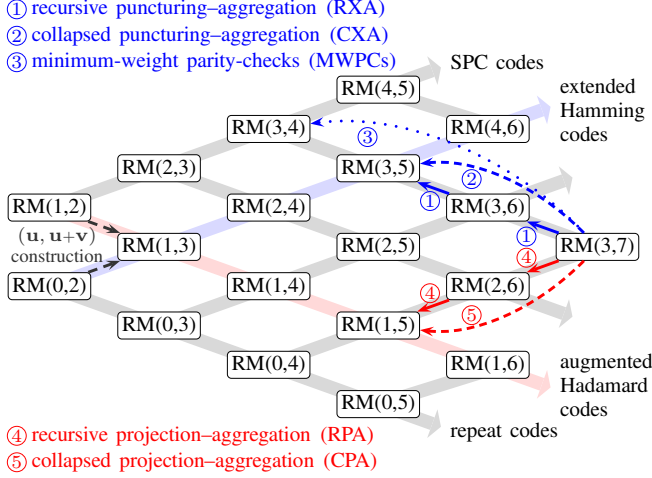 ① recursive puncturing–aggregation (RXA)
② collapsed puncturing–aggregation (CXA)
③ minimum-weight parity-checks (MWPCs)
SPC codes
extended
Hamming
codes
RM(4,5)
RM(3,4)
RM(4,6)
③
RM(2,3)
RM(3,5)
②
①
RM(1,2)
RM(2,4)
RM(3,6)
(u, u+v)
construction
RM(1,3)
RM(2,5)
①
RM(3,7)
④
RM(0,2)
RM(1,4)
RM(2,6)
④
⑤
RM(0,3)
RM(1,5)
RM(0,4)
RM(1,6)
augmented
Hadamard
codes
RM(0,5)
repeat codes
④ recursive projection–aggregation (RPA)
⑤ collapsed projection–aggregation (CPA)